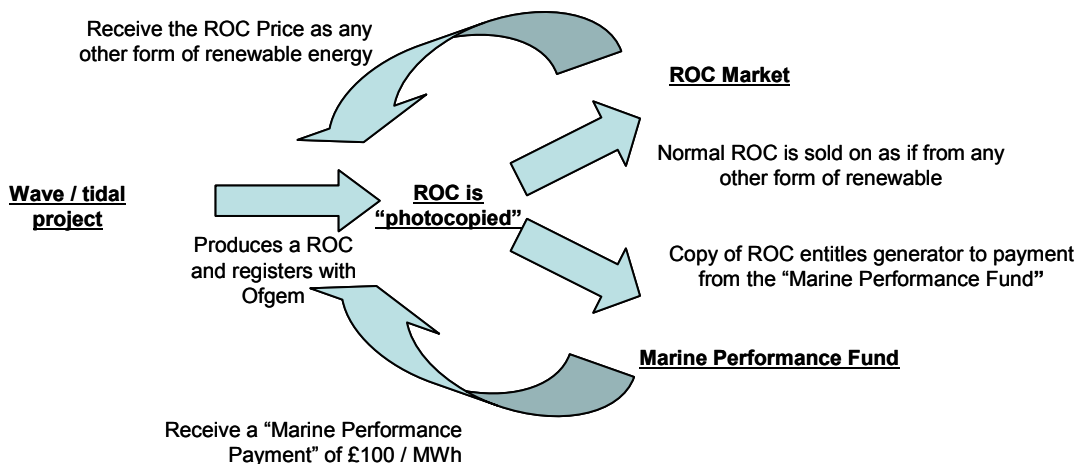 Receive the ROC Price as any
other form of renewable energy
ROC Market
Normal ROC is sold on as if from any
other form of renewable
Wave / tidal
project
ROC is
“photocopied”
Produces a ROC
and registers with
Ofgem
Copy of ROC entitles generator to payment
from the “Marine Performance Fund”
Marine Performance Fund
Receive a “Marine Performance
Payment” of £100 / MWh